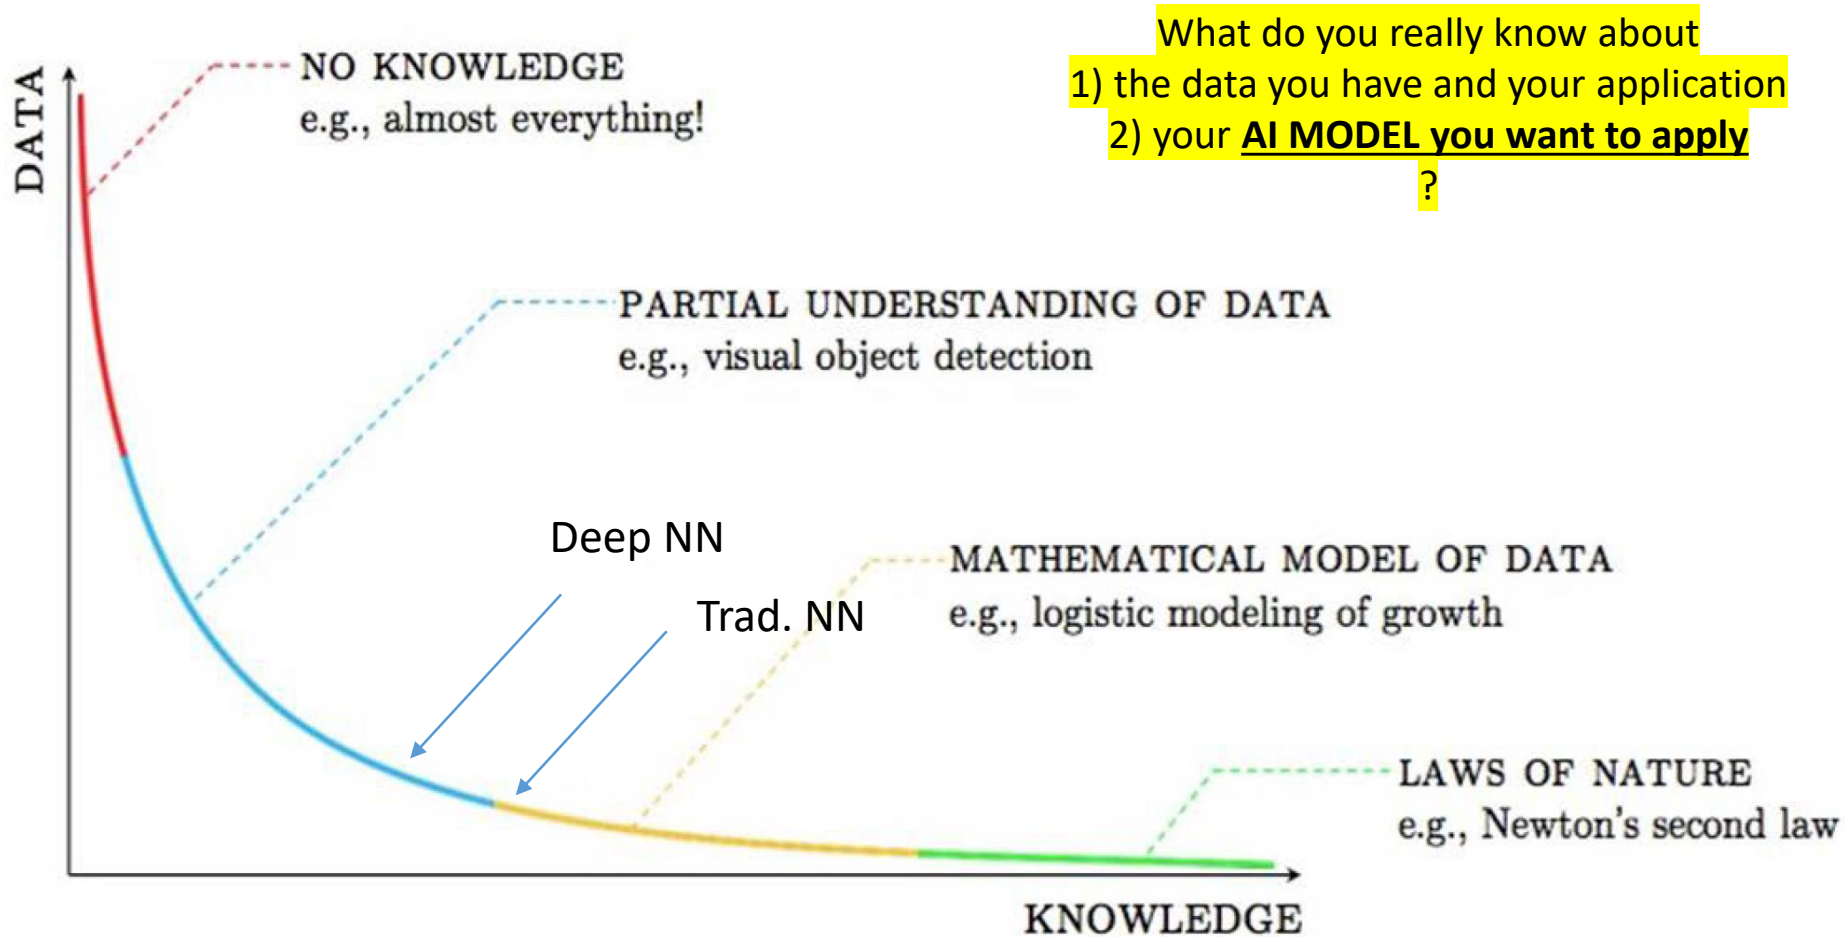 What do you really know about
1) the data you have and your application
2) your AI MODEL you want to apply
?
DATA
NO KNOWLEDGE
e.g., almost everything!
PARTIAL UNDERSTANDING OF DATA
e.g., visual object detection
Deep NN
Trad. NN
MATHEMATICAL MODEL OF DATA
e.g., logistic modeling of growth
LAWS OF NATURE
e.g., Newton's second law
KNOWLEDGE